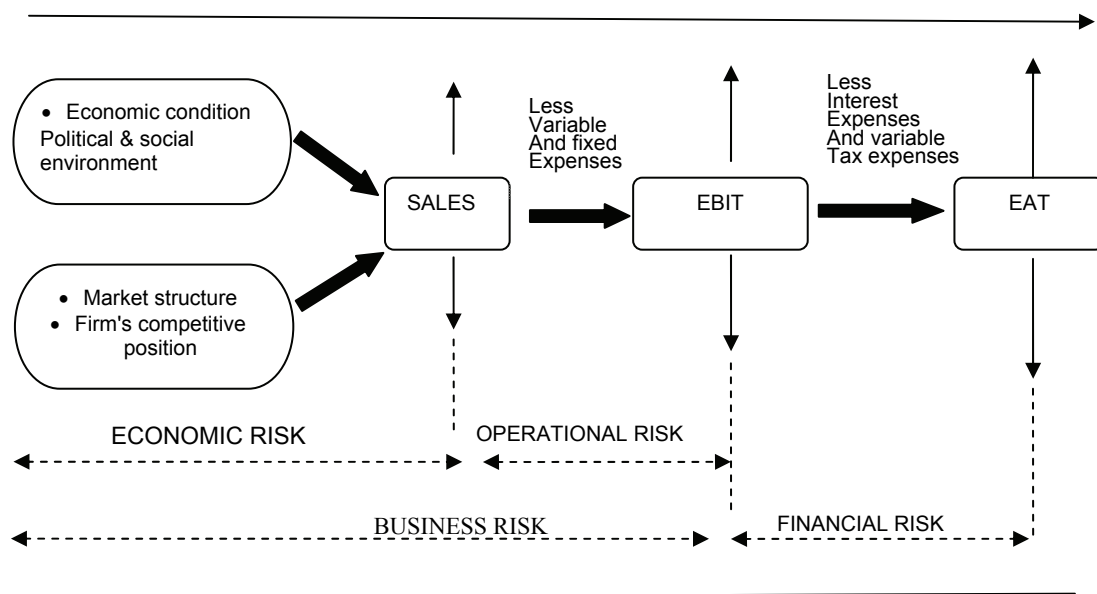 • Economic condition
Political & social
environment
• Market structure
• Firm's competitive
position
SALES
Less
Variable
And fixed
Expenses
EBIT
Less
Interest
Expenses
And variable
Tax expenses
EAT
ECONOMIC RISK
OPERATIONAL RISK
BUSINESS RISK
FINANCIAL RISK